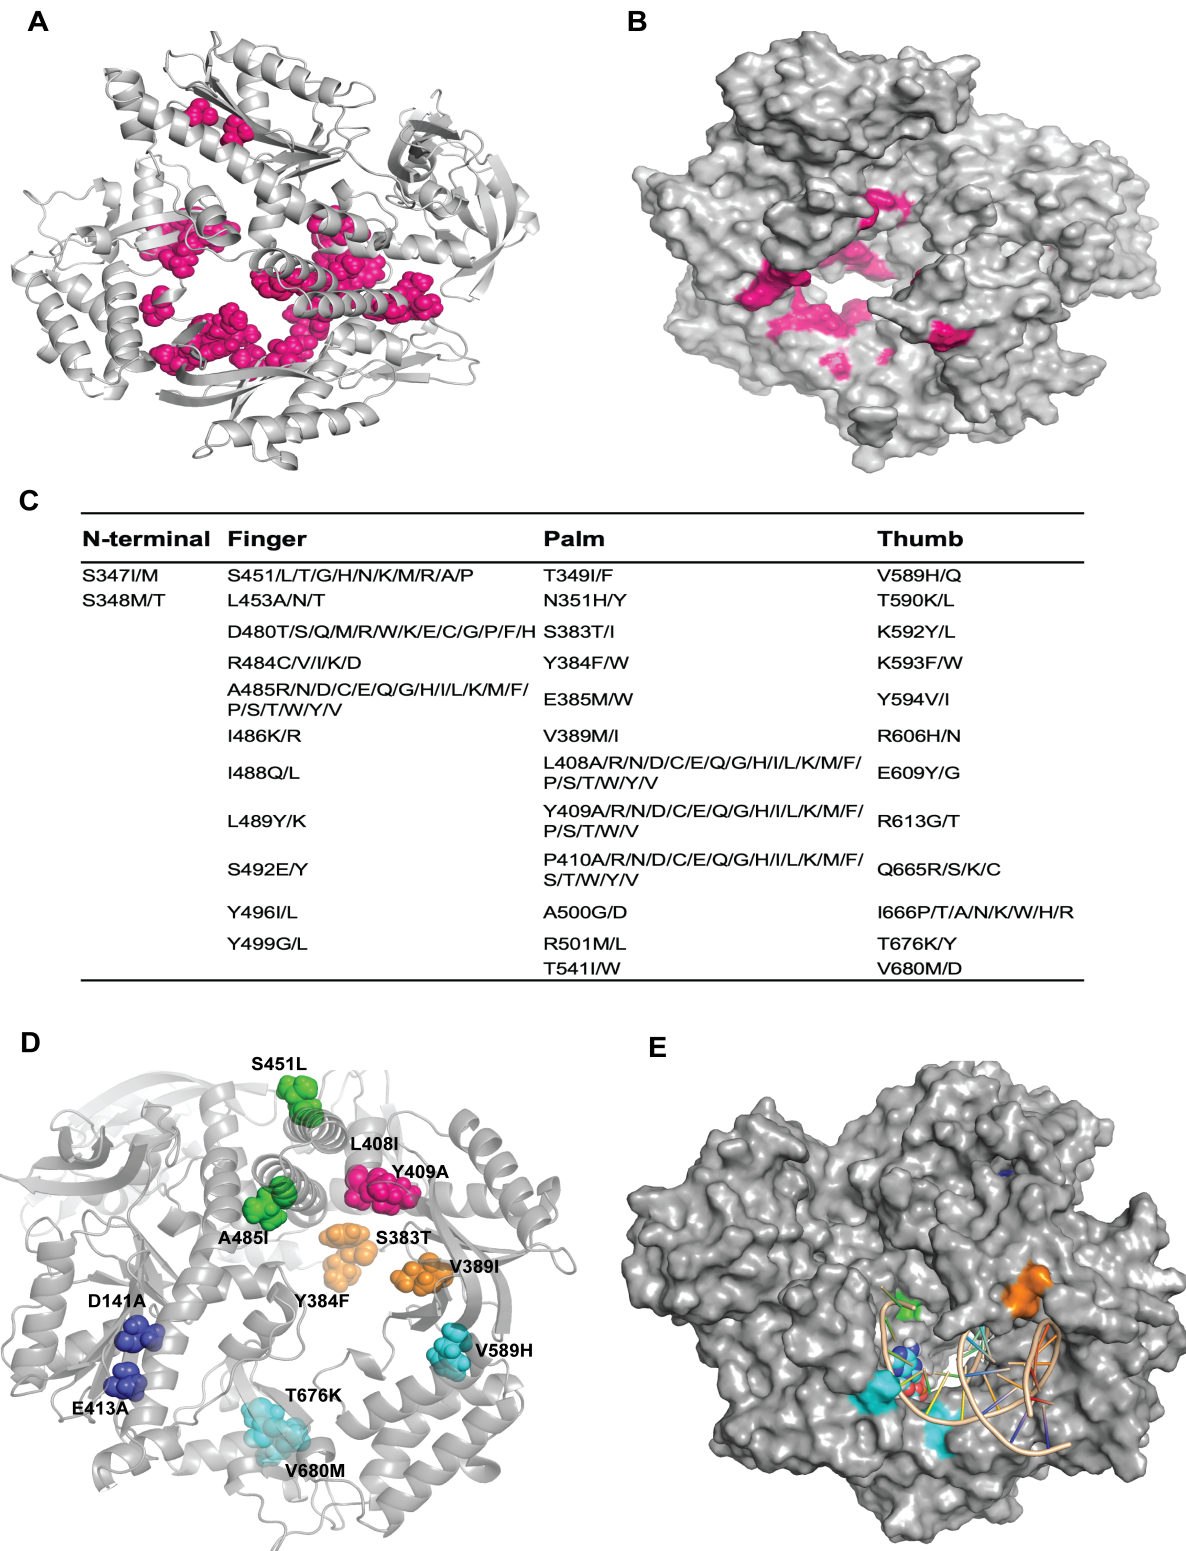 A
B
C
N-terminal Finger Palm Thumb
S347I/M S451/L/T/G/H/N/K/M/R/A/P T349I/F V589H/Q
S348M/T L453A/N/T N351H/Y T590K/L
D480T/S/Q/M/R/W/K/E/C/G/P/F/H S383T/I K592Y/L
R484C/V/I/K/D Y384F/W K593F/W
A485R/N/D/C/E/Q/G/H/I/L/K/M/F/
P/S/T/W/Y/V E385M/W Y594V/I
I486K/R V389M/I R606H/N
I488Q/L L408A/R/N/D/C/E/Q/G/H/I/L/K/M/F/
P/S/T/W/Y/V E609Y/G
L489Y/K Y409A/R/N/D/C/E/Q/G/H/I/L/K/M/F/
P/S/T/W/V R613G/T
S492E/Y P410A/R/N/D/C/E/Q/G/H/I/L/K/M/F/
S/T/W/Y/V Q665R/S/K/C
Y496I/L A500G/D I666P/T/A/N/K/W/H/R
Y499G/L R501M/L T676K/Y
T541I/W V680M/D
D
E
S451L
L408I
Y409A
A485I
S383T
V389I
Y384F
D141A
V589H
T676K
E413A
V680M